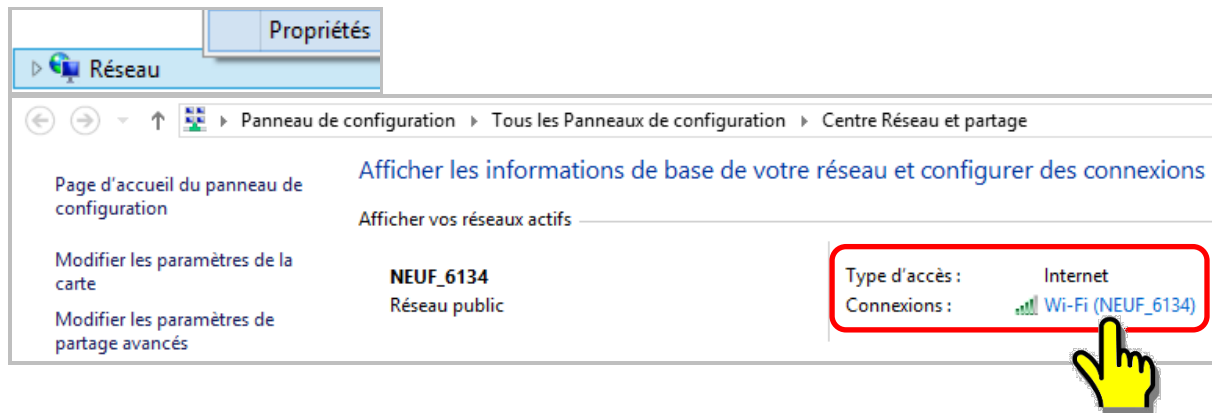 Propriétés
Réseau
Panneau de configuration Tous les Panneaux de configuration Centre Réseau et partage
Page d'accueil du panneau de
configuration
Modifier les paramètres de la
carte
Modifier les paramètres de
partage avancés
Afficher les informations de base de votre réseau et configurer des connexions
Afficher vos réseaux actifs
NEUF_6134
Réseau public
Type d'accès : Internet
Connexions : Wi-Fi (NEUF_6134)